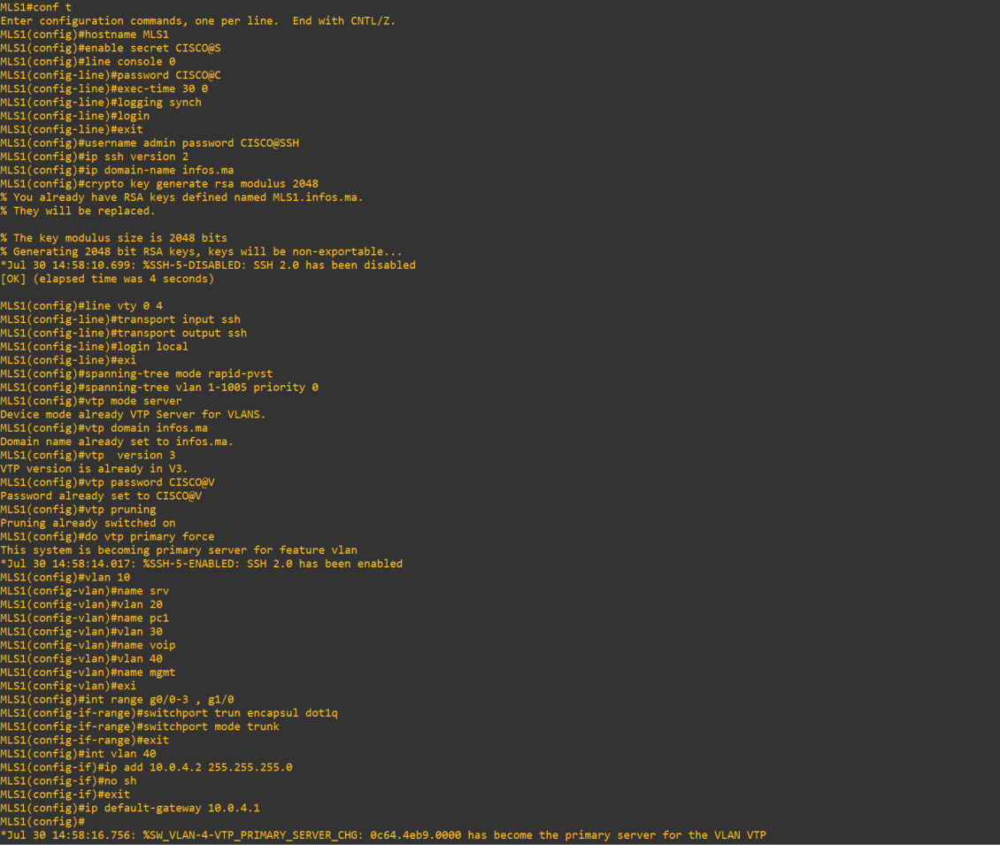 MLS1#conf t
Enter configuration commands, one per line.  End with CNTL/Z.
MLS1(config)#hostname MLS1
MLS1(config)#enable secret CISCO@S
MLS1(config)#line console 0
MLS1(config-line)#password CISCO@C
MLS1(config-line)#exec-time 30 0
MLS1(config-line)#logging synch
MLS1(config-line)#login
MLS1(config-line)#exit
MLS1(config)#username admin password CISCO@SSH
MLS1(config)#ip ssh version 2
MLS1(config)#ip domain-name infos.ma
MLS1(config)#crypto key generate rsa modulus 2048
% You already have RSA keys defined named MLS1.infos.ma.
% They will be replaced.

% The key modulus size is 2048 bits
% Generating 2048 bit RSA keys, keys will be non-exportable...
*Jul 30 14:58:10.699: %SSH-5-DISABLED: SSH 2.0 has been disabled
[OK] (elapsed time was 4 seconds)

MLS1(config)#line vty 0 4
MLS1(config-line)#transport input ssh
MLS1(config-line)#transport output ssh
MLS1(config-line)#login local
MLS1(config-line)#exi
MLS1(config)#spanning-tree mode rapid-pvst
MLS1(config)#spanning-tree vlan 1-1005 priority 0
MLS1(config)#vtp mode server
Device mode already VTP Server for VLANS.
MLS1(config)#vtp domain infos.ma
Domain name already set to infos.ma.
MLS1(config)#vtp  version 3
VTP version is already in V3.
MLS1(config)#vtp password CISCO@V
Password already set to CISCO@V
MLS1(config)#vtp pruning
Pruning already switched on
MLS1(config)#do vtp primary force
This system is becoming primary server for feature vlan
*Jul 30 14:58:14.017: %SSH-5-ENABLED: SSH 2.0 has been enabled
MLS1(config)#vlan 10
MLS1(config-vlan)#name srv
MLS1(config-vlan)#vlan 20
MLS1(config-vlan)#name pc1
MLS1(config-vlan)#vlan 30
MLS1(config-vlan)#name voip
MLS1(config-vlan)#vlan 40
MLS1(config-vlan)#name mgmt
MLS1(config-vlan)#exi
MLS1(config)#int range g0/0-3 , g1/0
MLS1(config-if-range)#switchport trun encapsul dot1q
MLS1(config-if-range)#switchport mode trunk
MLS1(config-if-range)#exit
MLS1(config)#int vlan 40
MLS1(config-if)#ip add 10.0.4.2 255.255.255.0
MLS1(config-if)#no sh
MLS1(config-if)#exit
MLS1(config)#ip default-gateway 10.0.4.1
MLS1(config)#
*Jul 30 14:58:16.756: %SW_VLAN-4-VTP_PRIMARY_SERVER_CHG: 0c64.4eb9.0000 has become the primary server for the VLAN VTP